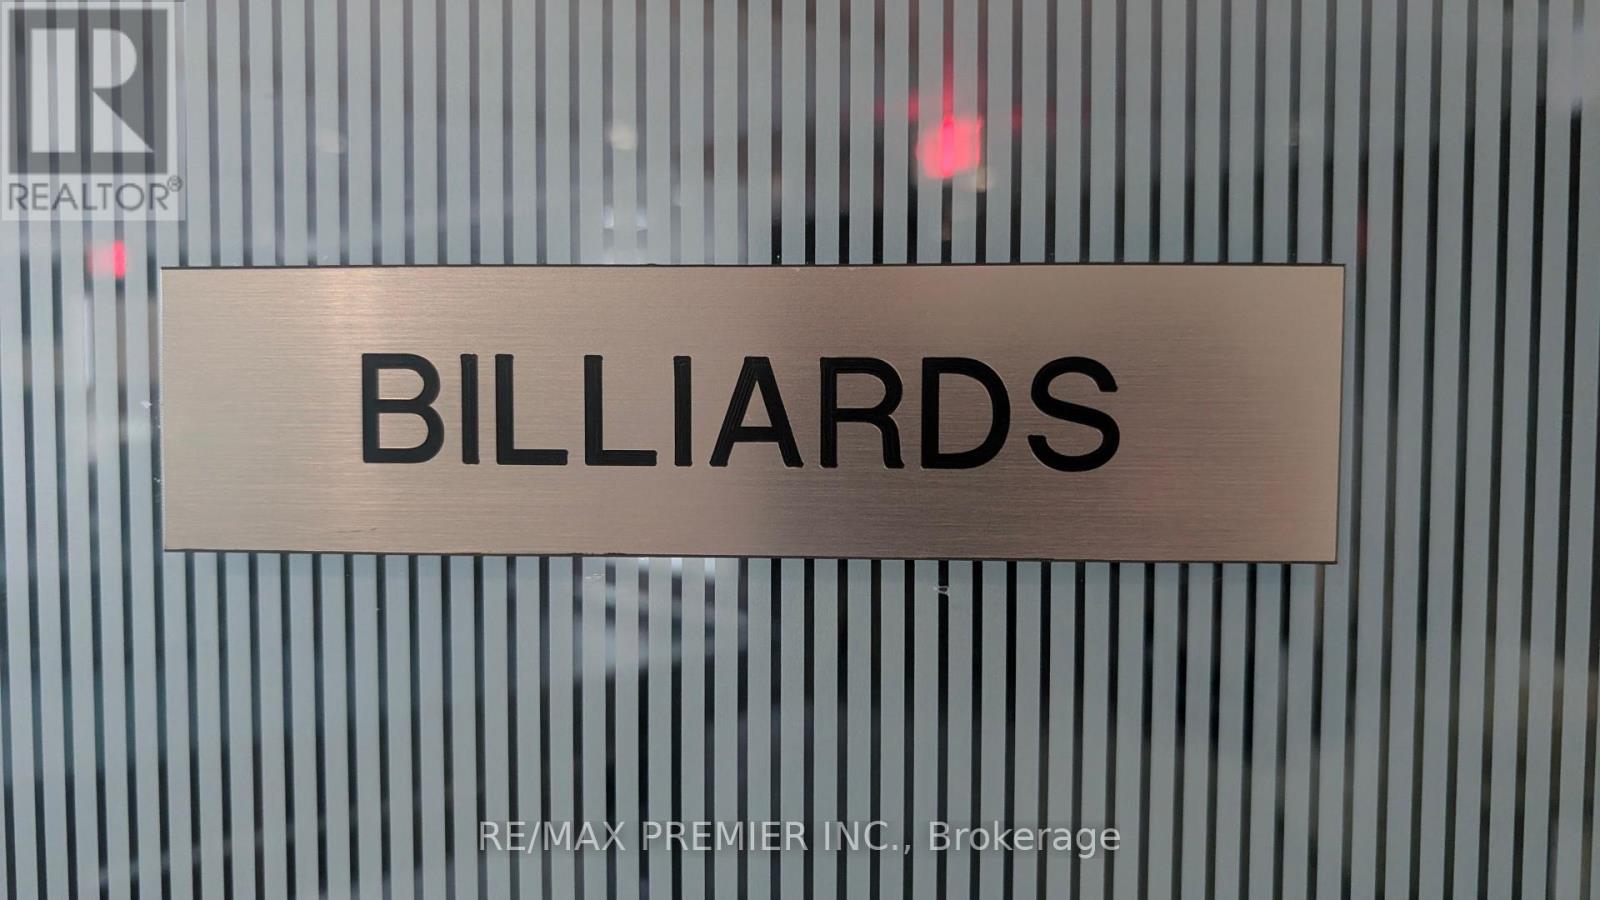 REALTOR®
BILLIARDS
RE/MAX PREMIER INC., Brokerage